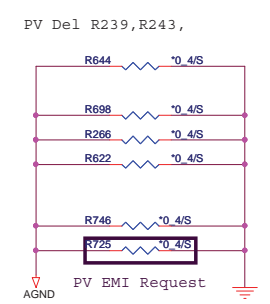 PV Del R239,R243,
R644 *0_4/S
R698 *0_4/S
R266 *0_4/S
R622 *0_4/S
R746 *0_4/S
R725 *0_4/S
AGND PV EMI Request